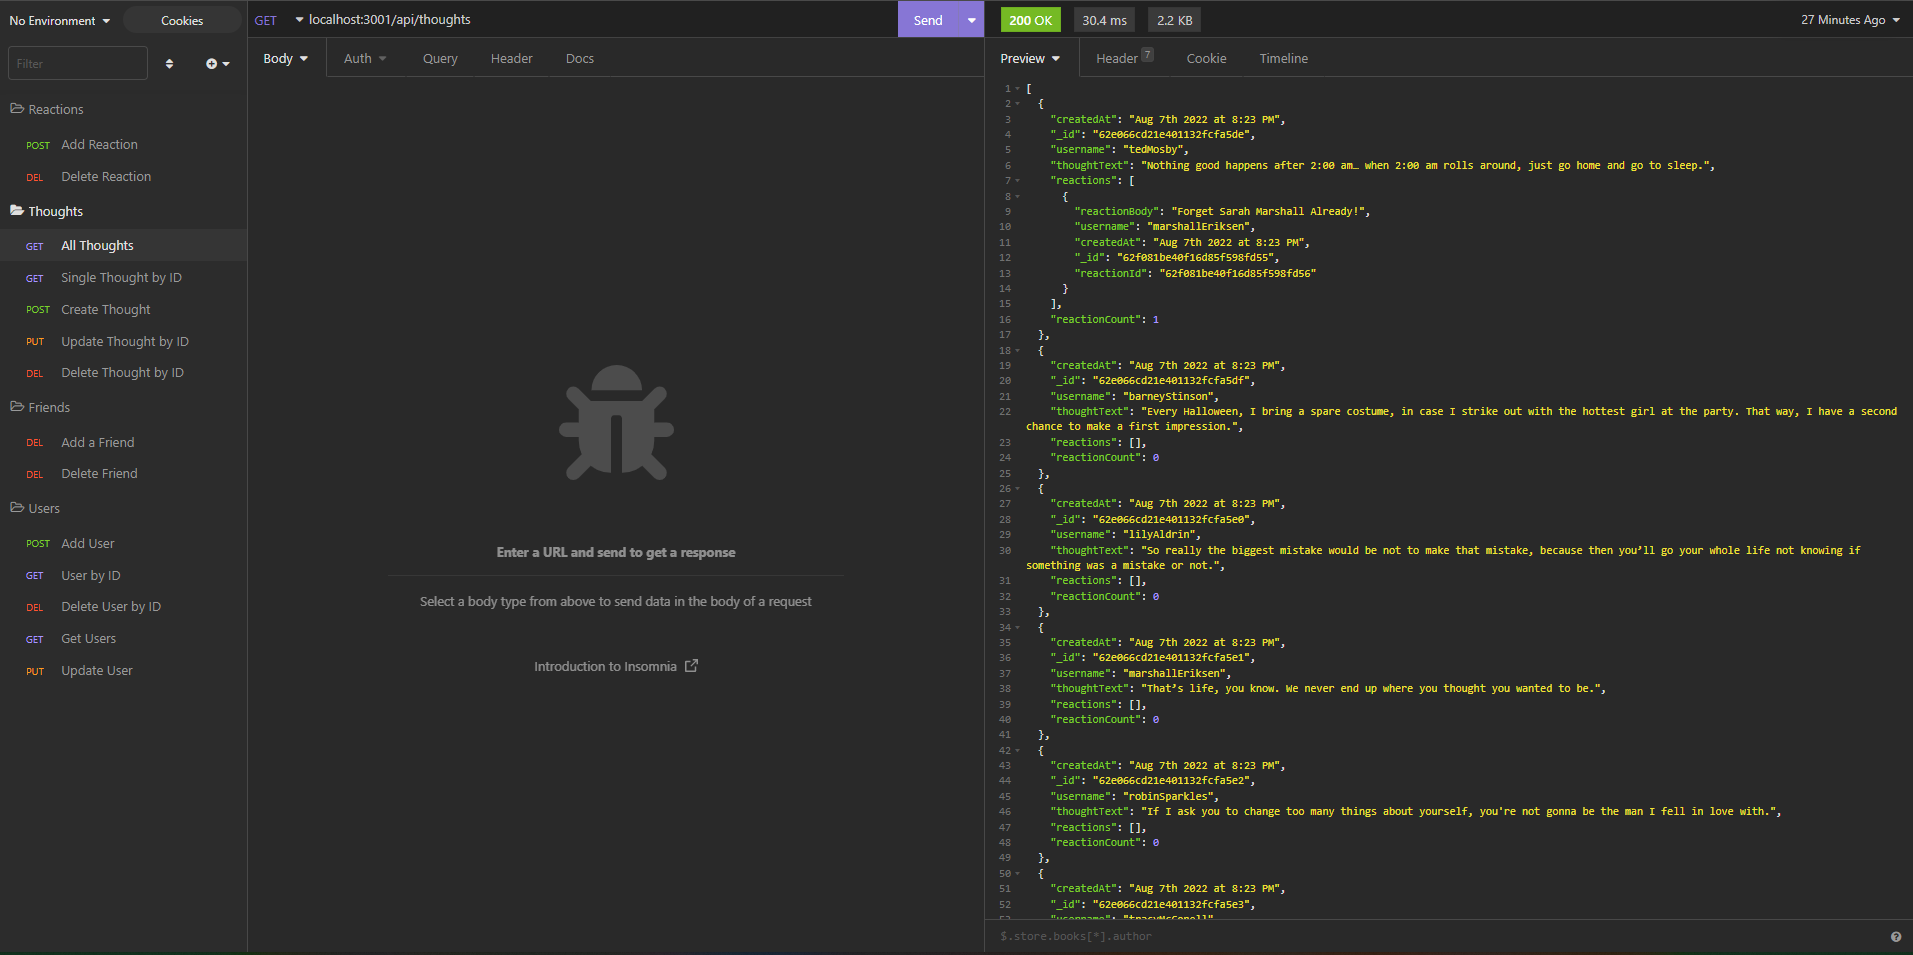 No Environment
Cookies
GET
localhost:3001/api/thoughts
Send
200 OK
30.4 ms
2.2 KB
27 Minutes Ago
Filter
Body
Auth
Query
Header
Docs
Preview
Header 7
Cookie
Timeline
Reactions
POST Add Reaction
DEL Delete Reaction
Thoughts
GET All Thoughts
GET Single Thought by ID
POST Create Thought
PUT Update Thought by ID
DEL Delete Thought by ID
Friends
DEL Add a Friend
DEL Delete Friend
Users
POST Add User
GET User by ID
DEL Delete User by ID
GET Get Users
PUT Update User
Enter a URL and send to get a response
Select a body type from above to send data in the body of a request
Introduction to Insomnia
1 [
2 {
3 "createdAt": "Aug 7th 2022 at 8:23 PM",
4 "_id": "62e066cd21e401132fcfa5de",
5 "username": "tedMosby",
6 "thoughtText": "Nothing good happens after 2:00 am… when 2:00 am rolls around, just go home and go to sleep.",
7 "reactions": [
8 {
9 "reactionBody": "Forget Sarah Marshall Already!",
10 "username": "marshallEriksen",
11 "createdAt": "Aug 7th 2022 at 8:23 PM",
12 "_id": "62f081be40f16d85f598fd55",
13 "reactionId": "62f081be40f16d85f598fd56"
14 }
15 ],
16 "reactionCount": 1
17 },
18 {
19 "createdAt": "Aug 7th 2022 at 8:23 PM",
20 "_id": "62e066cd21e401132fcfa5df",
21 "username": "barneyStinson",
22 "thoughtText": "Every Halloween, I bring a spare costume, in case I strike out with the hottest girl at the party. That way, I have a second
chance to make a first impression.",
23 "reactions": [],
24 "reactionCount": 0
25 },
26 {
27 "createdAt": "Aug 7th 2022 at 8:23 PM",
28 "_id": "62e066cd21e401132fcfa5e0",
29 "username": "lilyAldrin",
30 "thoughtText": "So really the biggest mistake would be not to make that mistake, because then you’ll go your whole life not knowing if
something was a mistake or not.",
31 "reactions": [],
32 "reactionCount": 0
33 },
34 {
35 "createdAt": "Aug 7th 2022 at 8:23 PM",
36 "_id": "62e066cd21e401132fcfa5e1",
37 "username": "marshallEriksen",
38 "thoughtText": "That’s life, you know. We never end up where you thought you wanted to be.",
39 "reactions": [],
40 "reactionCount": 0
41 },
42 {
43 "createdAt": "Aug 7th 2022 at 8:23 PM",
44 "_id": "62e066cd21e401132fcfa5e2",
45 "username": "robinSparkles",
46 "thoughtText": "If I ask you to change too many things about yourself, you're not gonna be the man I fell in love with.",
47 "reactions": [],
48 "reactionCount": 0
49 },
50 {
51 "createdAt": "Aug 7th 2022 at 8:23 PM",
52 "_id": "62e066cd21e401132fcfa5e3",
$.store.books[*].author